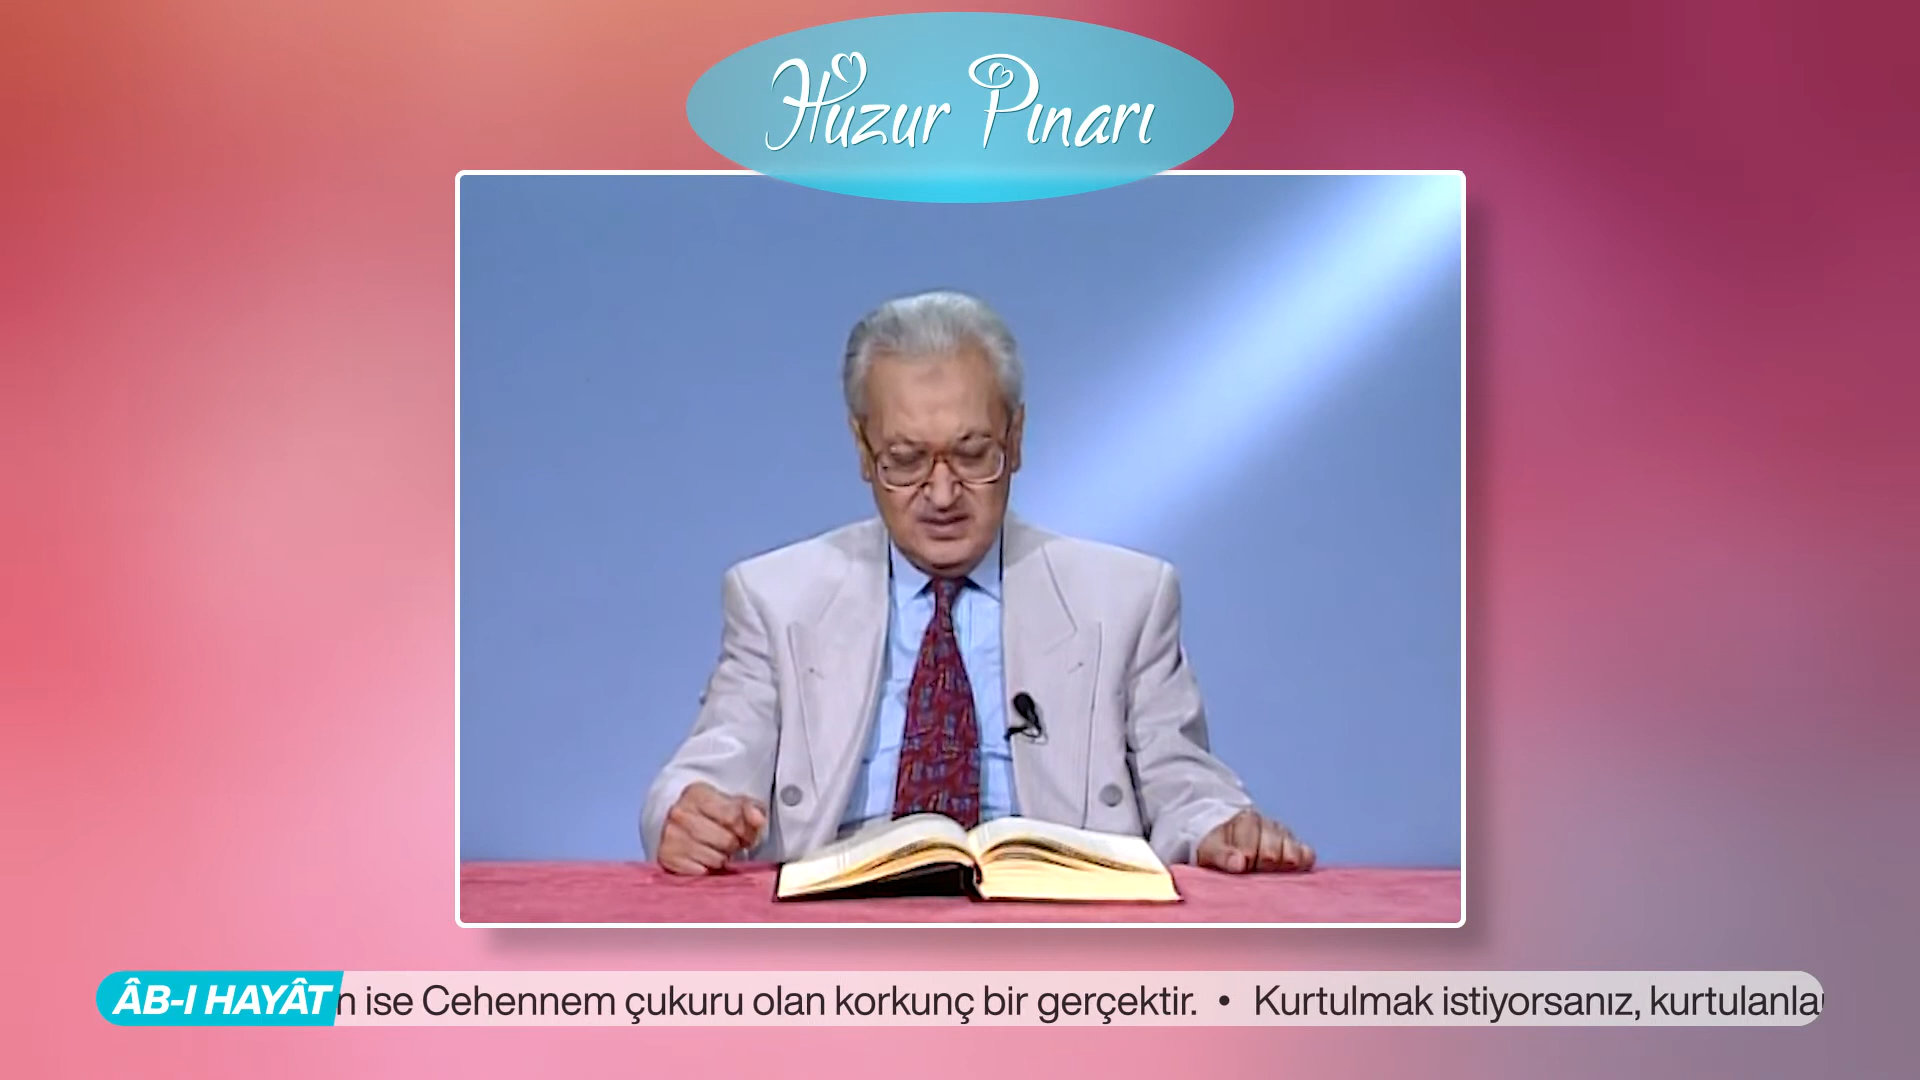 Huzur Pınarı
ÂB-I HAYÂT
ise Cehennem çukuru olan korkunç bir gerçektir. • Kurtulmak istiyorsanız,